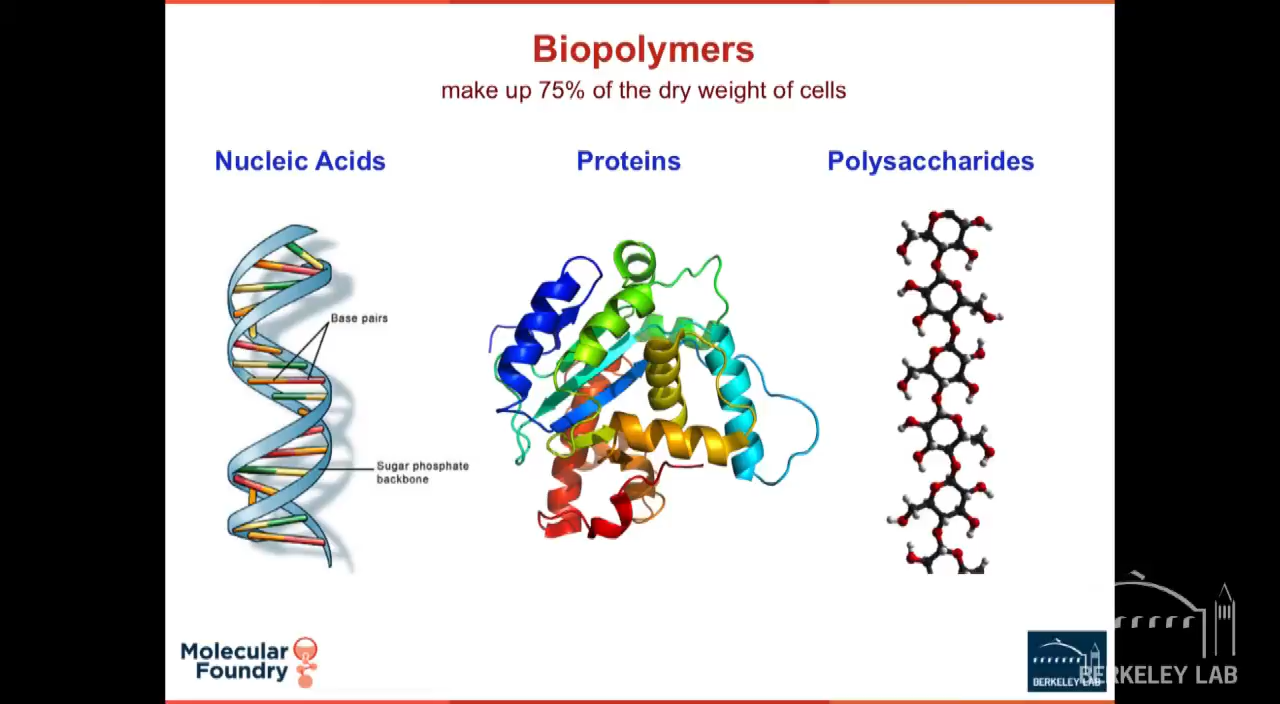 Biopolymers
make up 75% of the dry weight of cells
Nucleic Acids
Proteins
Polysaccharides
Base pairs
Sugar phosphate
backbone
Molecular
Foundry
BERKELEY LAB
BERKELEY LAB